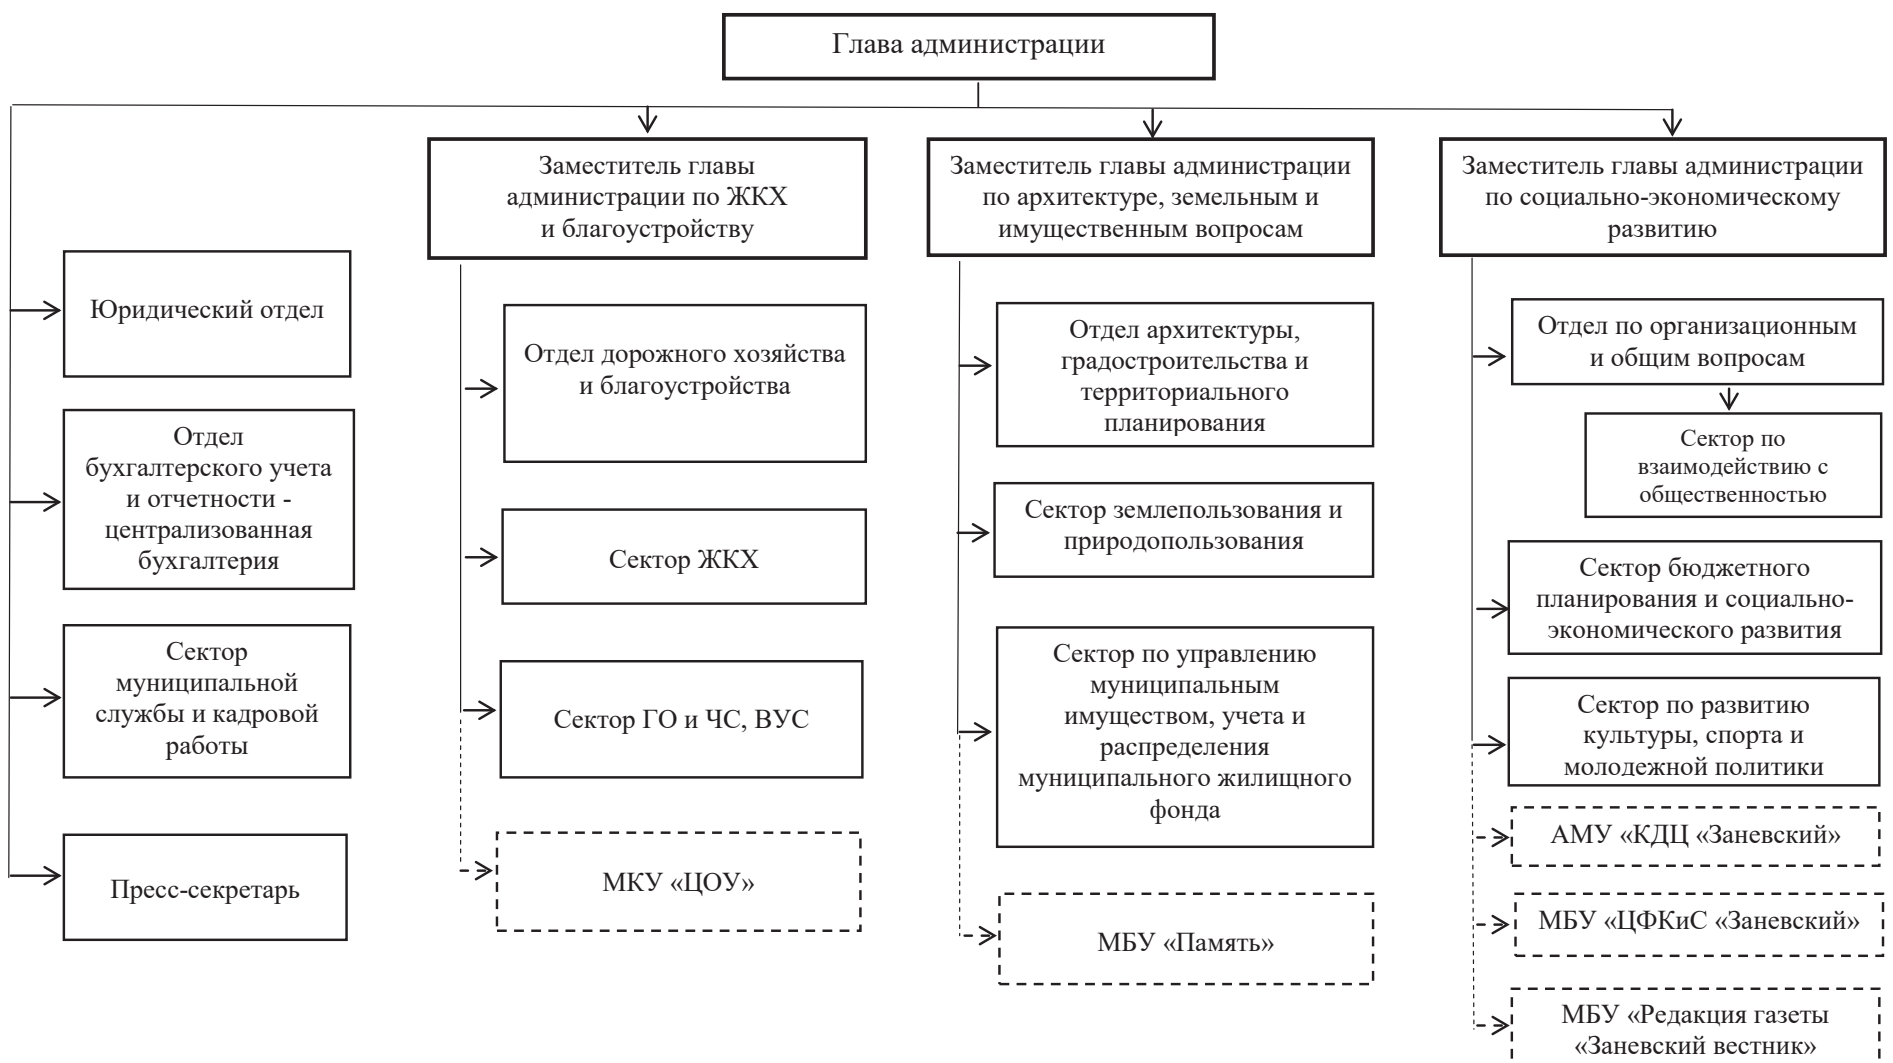 Глава администрации
Заместитель главы
администрации по ЖКХ
и благоустройству
Заместитель главы администрации
по архитектуре, земельным и
имущественным вопросам
Заместитель главы администрации
по социально-экономическому
развитию
Юридический отдел
Отдел
бухгалтерского учета
и отчетности -
централизованная
бухгалтерия
Сектор
муниципальной
службы и кадровой
работы
Пресс-секретарь
Отдел дорожного хозяйства
и благоустройства
Сектор ЖКХ
Сектор ГО и ЧС, ВУС
МКУ «ЦОУ»
Отдел архитектуры,
градостроительства и
территориального
планирования
Сектор землепользования и
природопользования
Сектор по управлению
муниципальным
имуществом, учета и
распределения
муниципального жилищного
фонда
МБУ «Память»
Отдел по организационным
и общим вопросам
Сектор по
взаимодействию с
общественностью
Сектор бюджетного
планирования и социально-
экономического развития
Сектор по развитию
культуры, спорта и
молодежной политики
АМУ «КДЦ «Заневский»
МБУ «ЦФКиС «Заневский»
МБУ «Редакция газеты
«Заневский вестник»